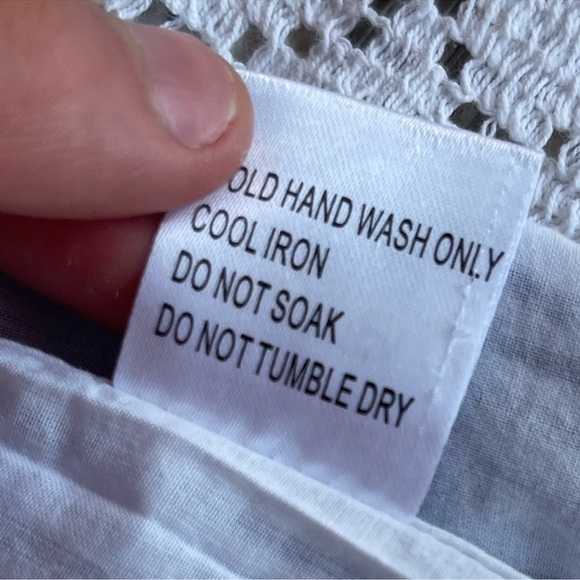 OLD HAND WASH ONLY
COOL IRON
DO NOT SOAK
DO NOT TUMBLE DRY